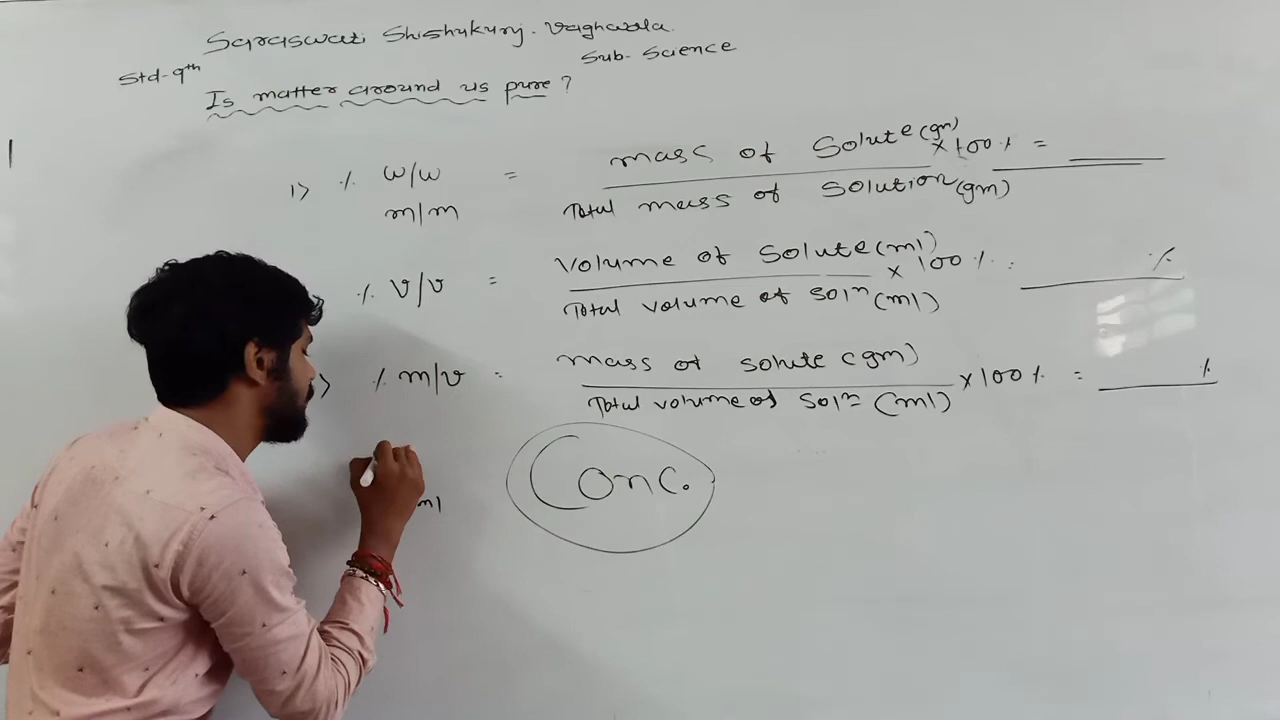 Saraswati Shishukunj. Vaghavala.
Std-9th Sub- Science
Is matter around us pure?
1> % w/w = mass of Solute(gm) / Total mass of Solution(gm) × 100 % = 
m/m
% v/v = Volume of Solute(ml) / Total volume of Solⁿ(ml) × 100 % = %
> % m/v = mass of solute (gm) / Total volume of Solⁿ (ml) × 100 % = %
Conc.
ml